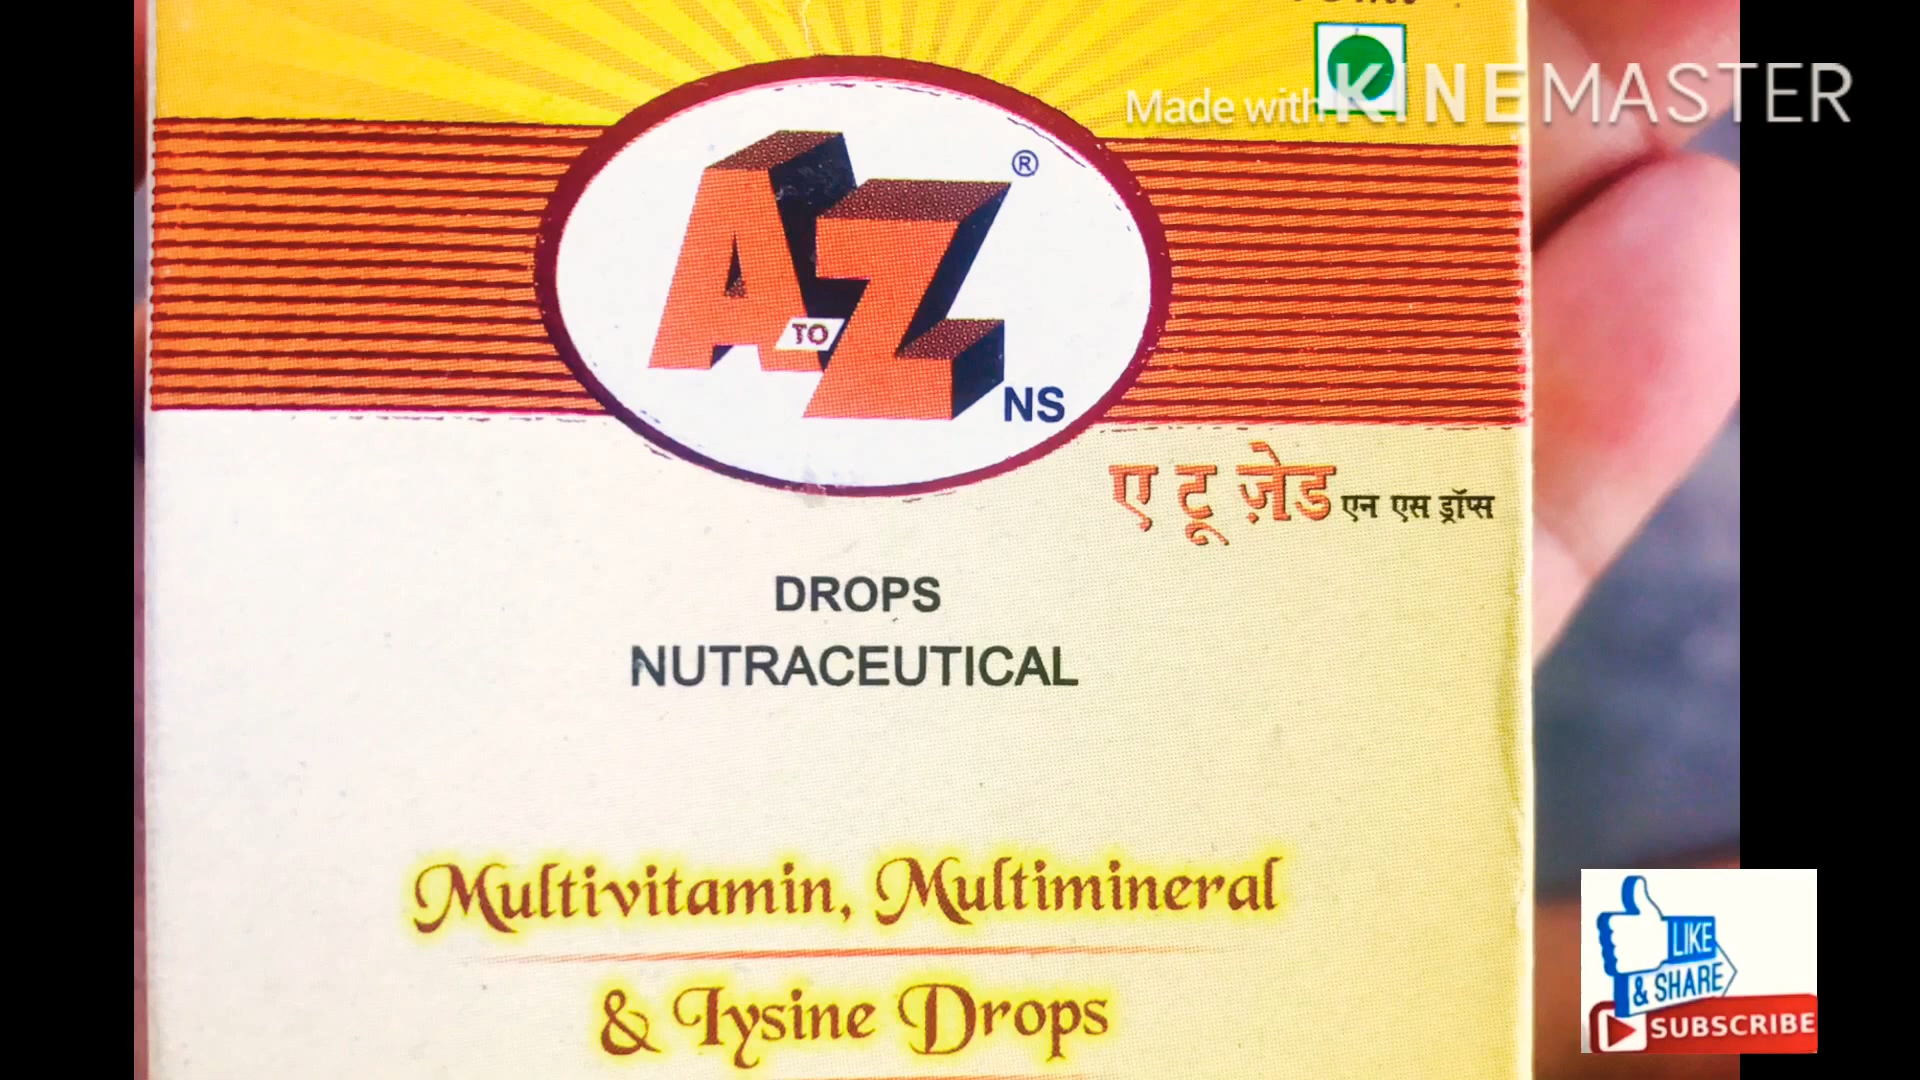 Made with KINEMASTER
A TO Z ®
NS
ए टू ज़ेड एन एस ड्रॉप्स
DROPS
NUTRACEUTICAL
Multivitamin, Multimineral
& Lysine Drops
LIKE
& SHARE
SUBSCRIBE